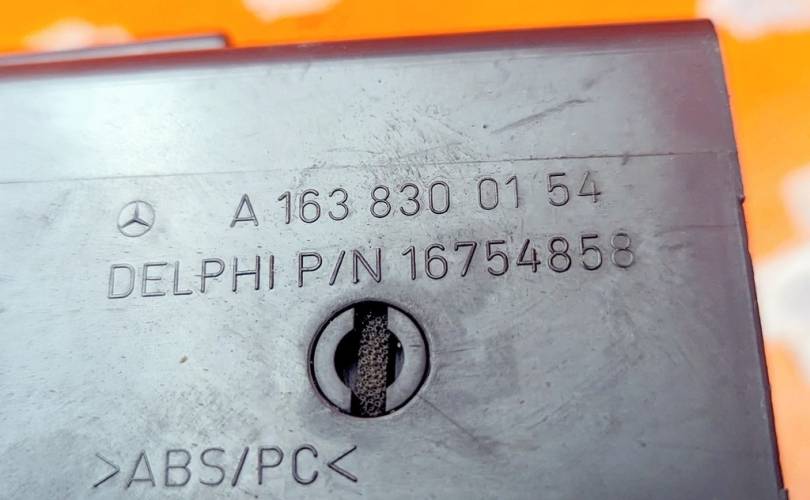 A 163 830 01 54
DELPHI P/N 16754858
>ABS/PC<